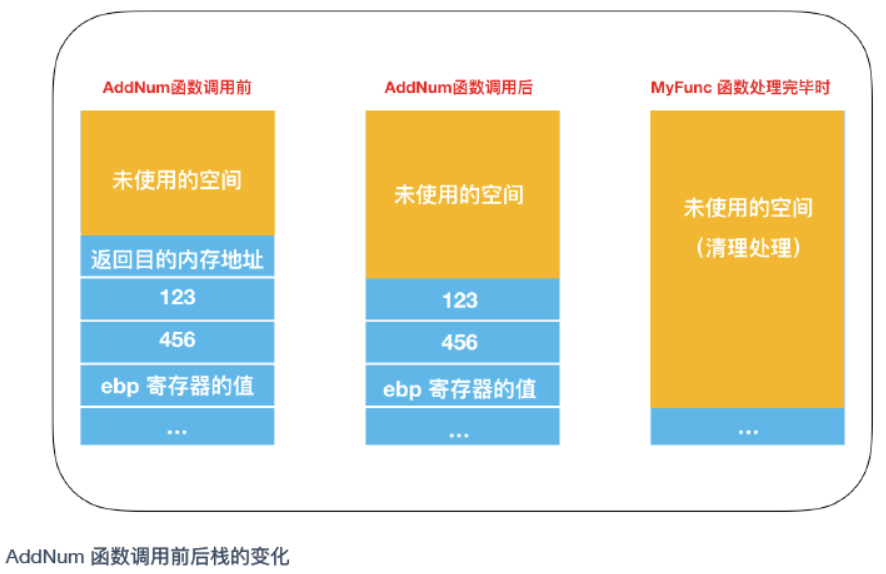 AddNum函数调用前
未使用的空间
返回目的内存地址
123
456
ebp 寄存器的值
...
AddNum函数调用后
未使用的空间
123
456
ebp 寄存器的值
...
MyFunc 函数处理完毕时
未使用的空间
（清理处理）
...
AddNum 函数调用前后栈的变化